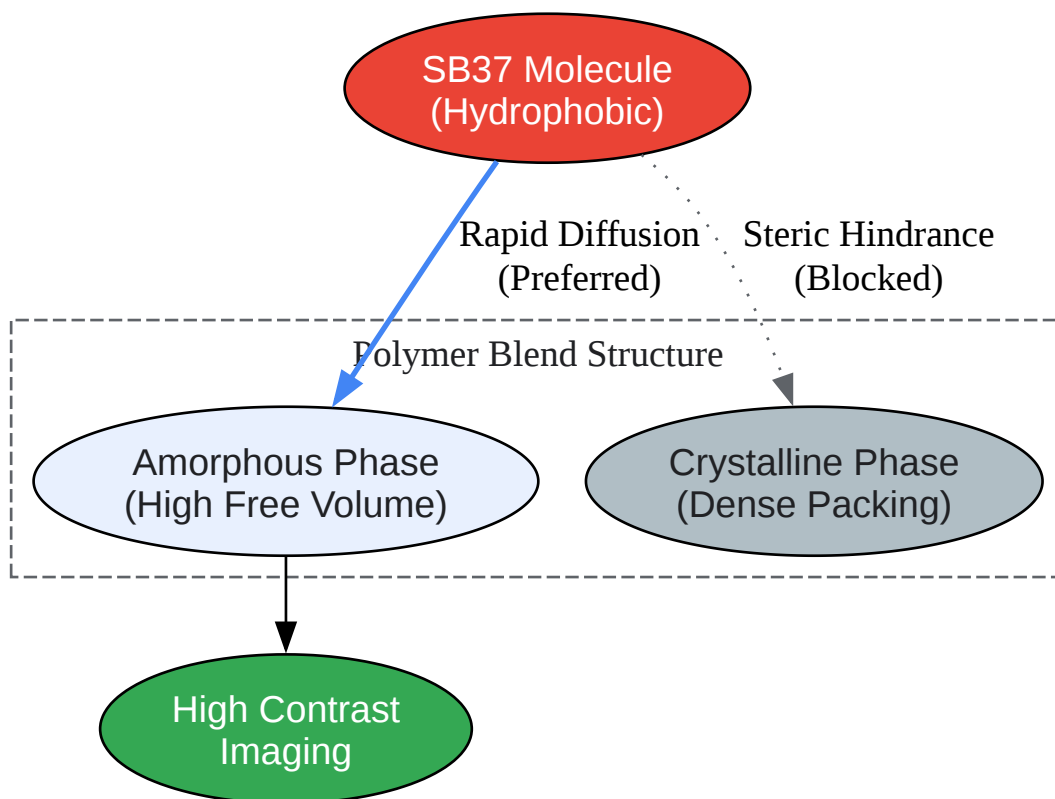 SB37 Molecule
(Hydrophobic)
Rapid Diffusion
(Preferred)
Steric Hindrance
(Blocked)
Polymer Blend Structure
Amorphous Phase
(High Free Volume)
Crystalline Phase
(Dense Packing)
High Contrast
Imaging